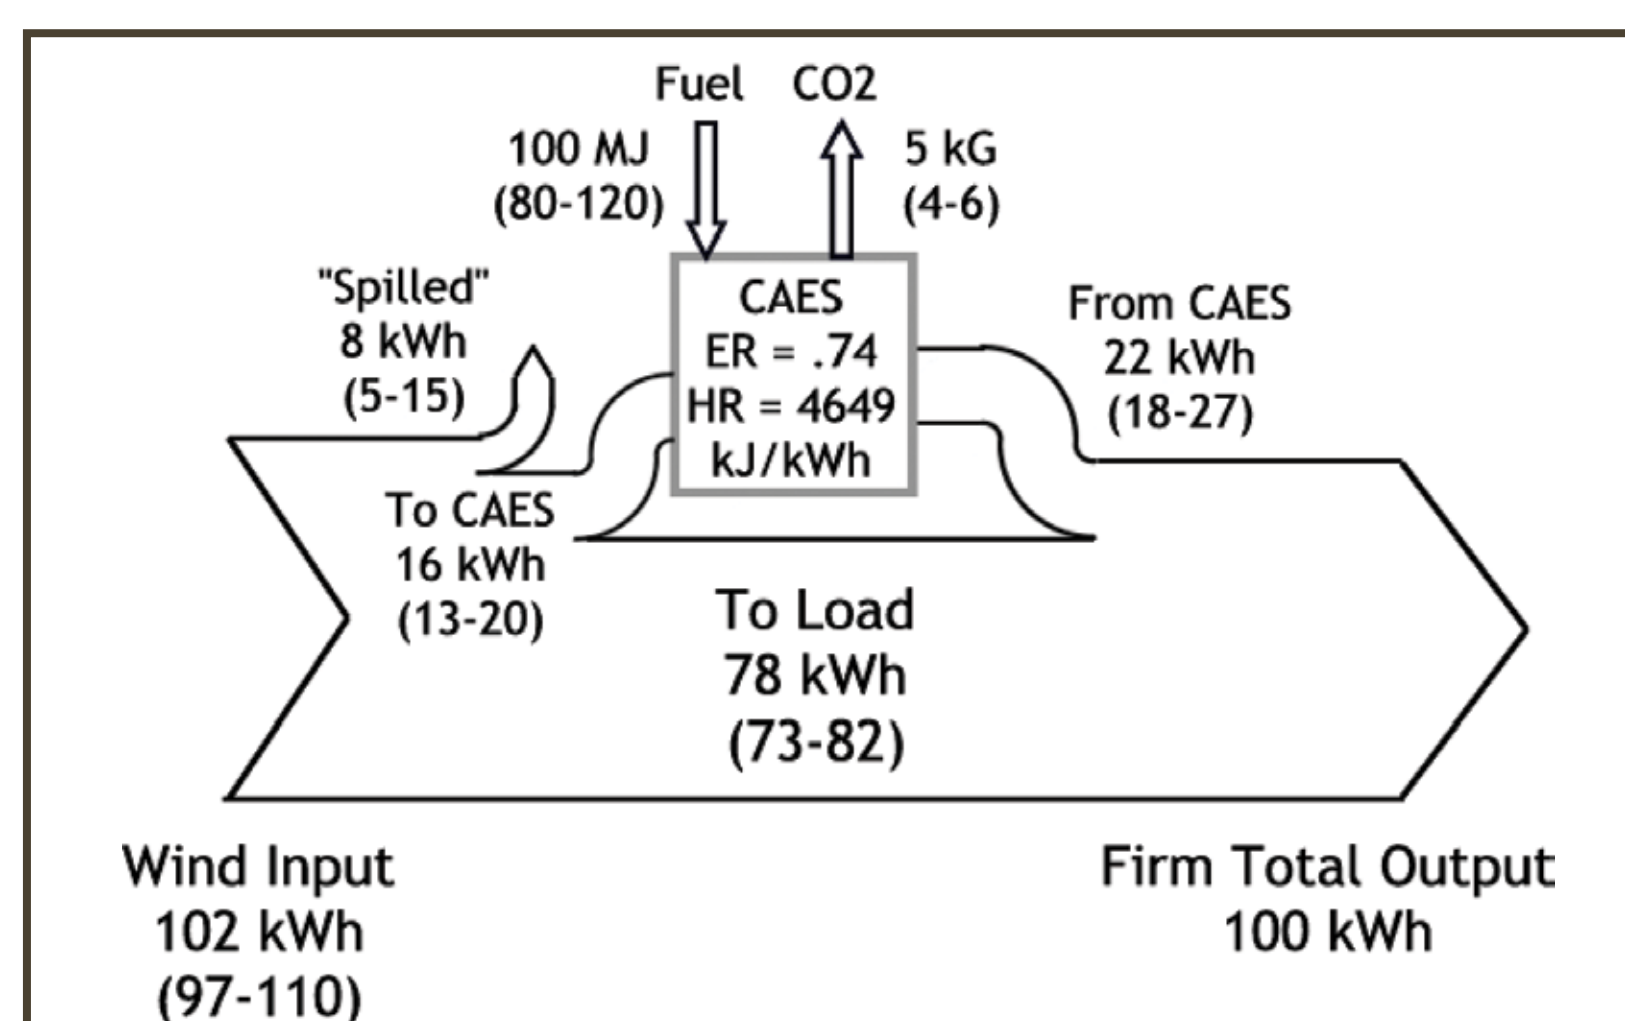 Fuel CO2
100 MJ
(80-120)
5 kG
(4-6)
"Spilled"
8 kWh
(5-15)
CAES
ER = .74
HR = 4649
kJ/kWh
From CAES
22 kWh
(18-27)
To CAES
16 kWh
(13-20)
To Load
78 kWh
(73-82)
Wind Input
102 kWh
(97-110)
Firm Total Output
100 kWh